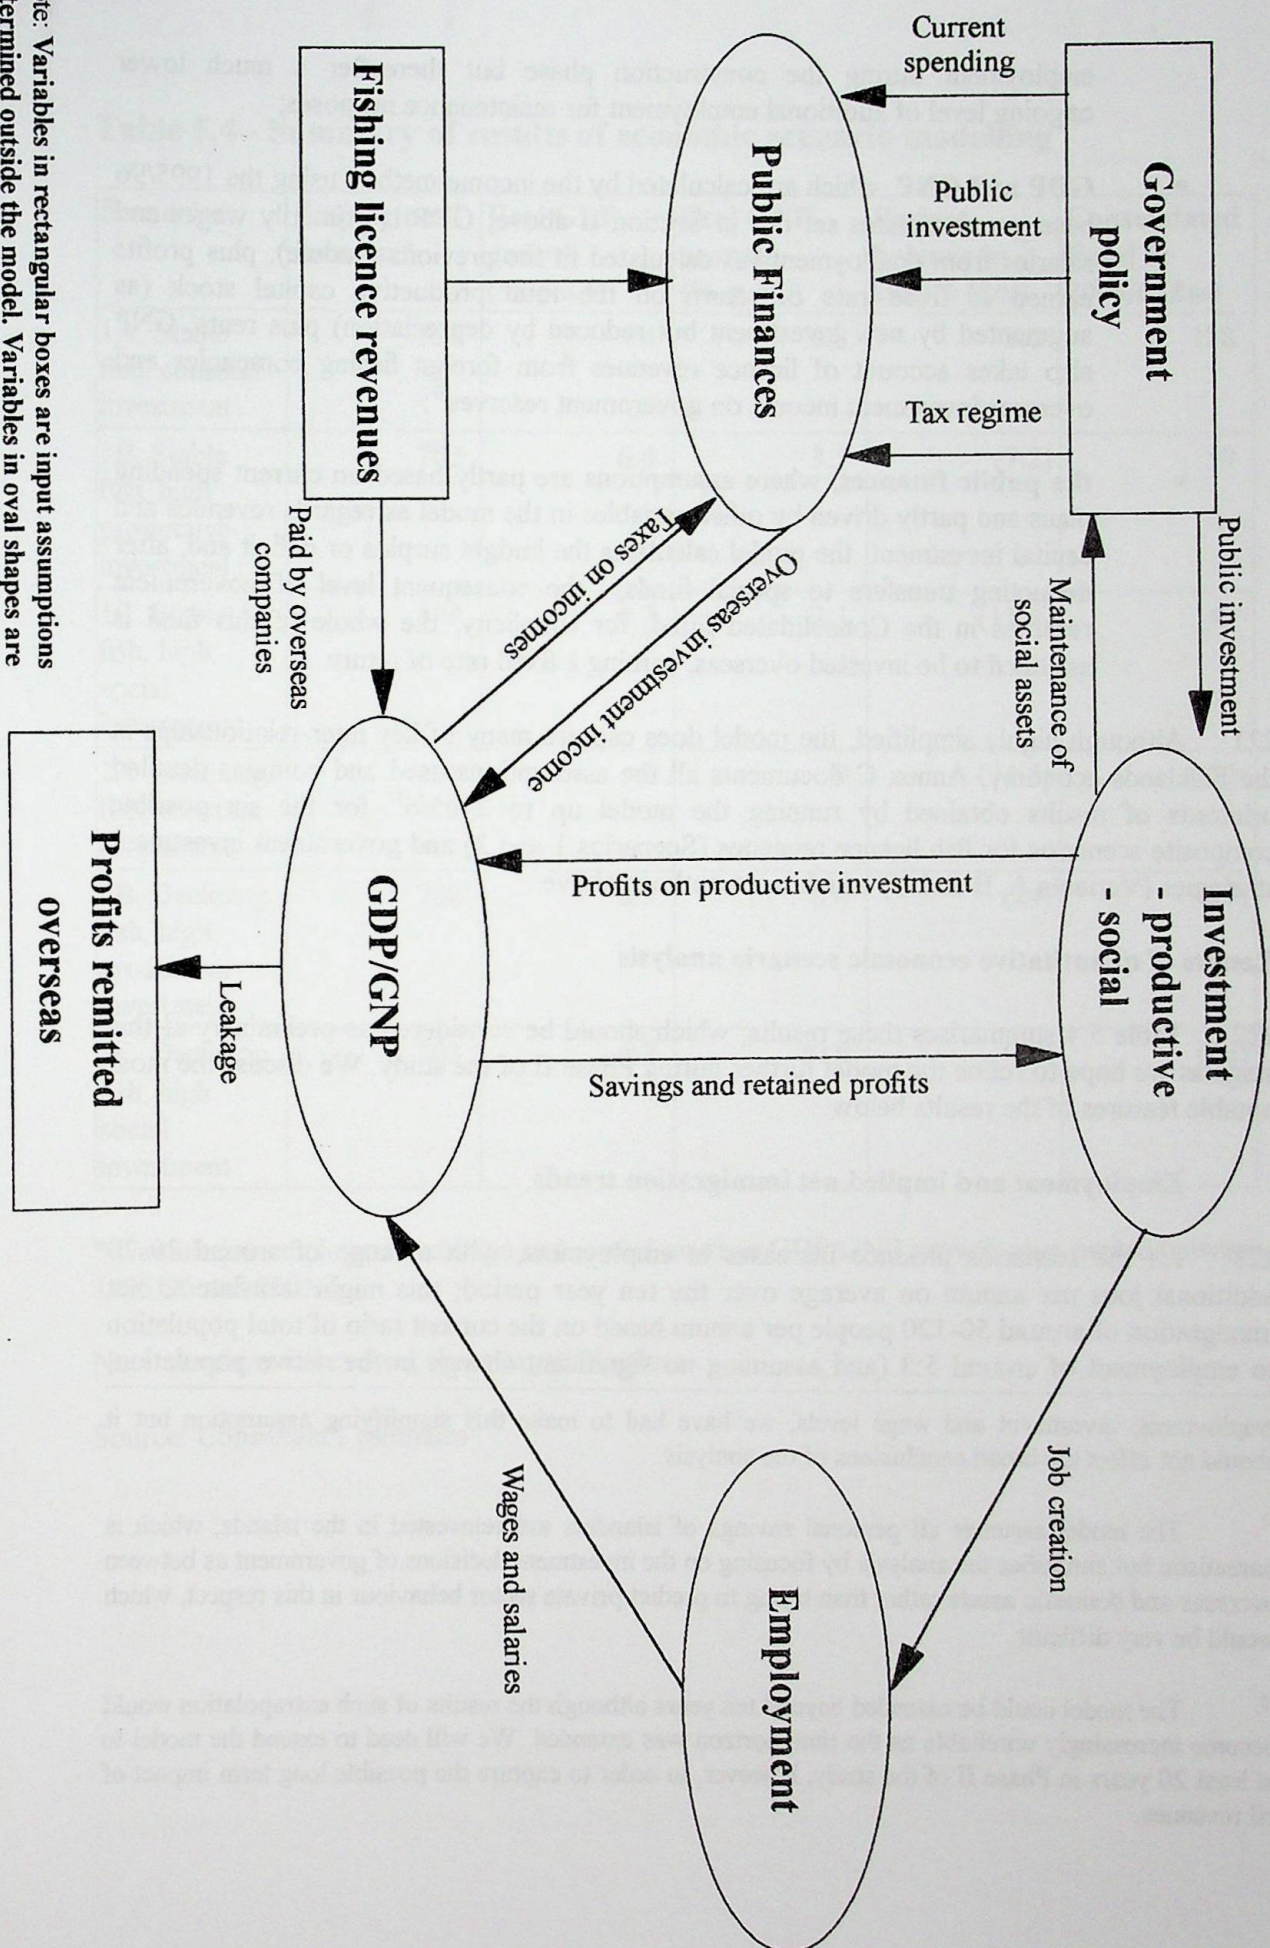 Government
policy
Public investment
Investment
- productive
- social
Maintenance of
social assets
Job creation
Current
spending
Public
investment
Tax regime
Public Finances
Profits on productive investment
Savings and retained profits
Employment
Taxes on incomes
Overseas investment income
Fishing licence revenues
Paid by overseas
companies
GDP/GNP
Wages and salaries
Leakage
Profits remitted
overseas
Variables in rectangular boxes are input assumptions
outside the model. Variables in oval shapes are